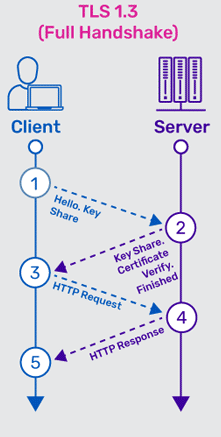 TLS 1.3
(Full Handshake)
Client
Server
1
Hello, Key
Share
2
Key Share,
Certificate
Verify,
Finished
3
HTTP Request
4
HTTP Response
5